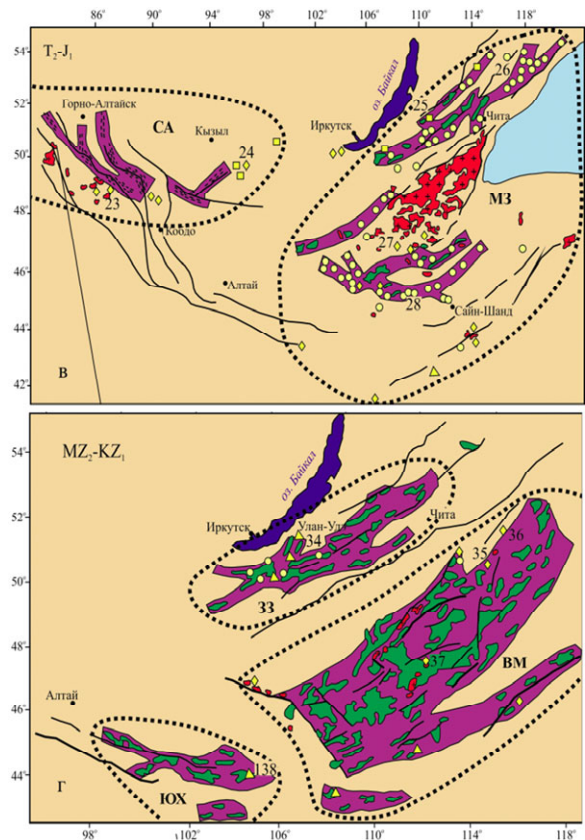 86° 90° 94° 102° 106° 110° 114° 118°
54°
T₂-J₁
26
52°
Горно-Алтайск
оз. Байкал
25
СА
Кызыл
Иркутск
Чита
50°
24
МЗ
23
48°
Кобдо
27
46°
Алтай
28
Сайн-Шанд
44°
В
42°
54°
MZ₂-KZ₁
оз. Байкал
52°
Иркутск
Улан-Удэ
Чита
34
36
35
50°
ЗЗ
48°
37
ВМ
Алтай
46°
138
44°
Г
ЮХ
98° 102° 106° 110° 114° 118°